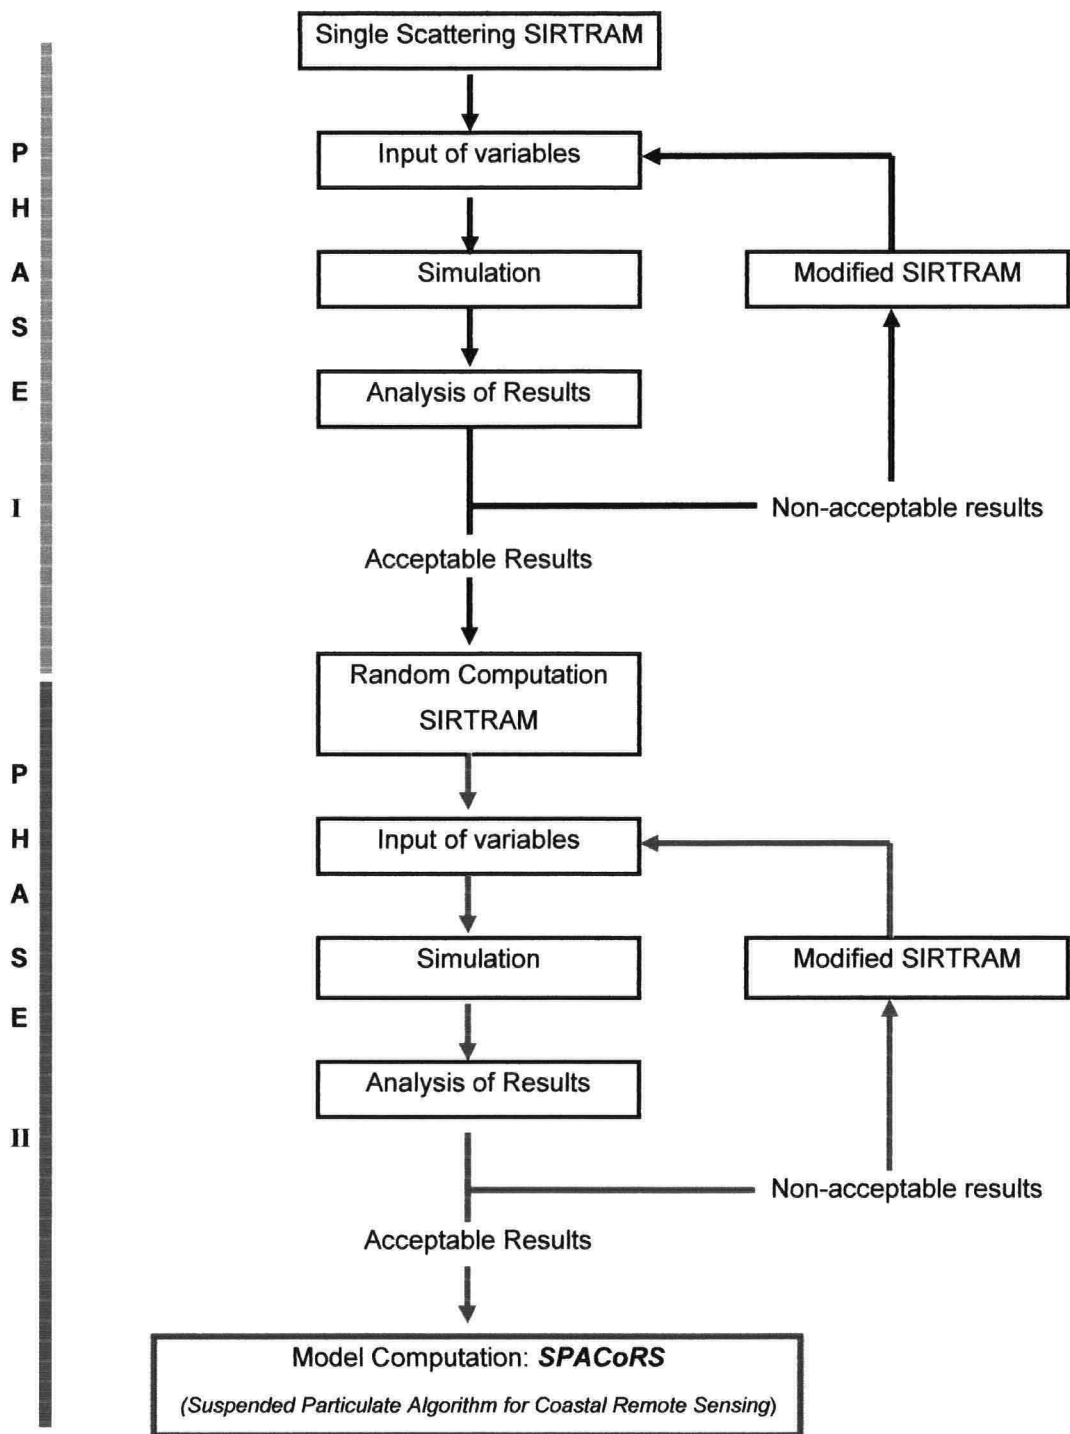 Single Scattering SIRTRAM
Input of variables
Simulation
Modified SIRTRAM
Analysis of Results
Non-acceptable results
Acceptable Results
PHASE I
Random Computation
SIRTRAM
Input of variables
Simulation
Modified SIRTRAM
Analysis of Results
Non-acceptable results
Acceptable Results
PHASE II
Model Computation: SPACoRS
(Suspended Particulate Algorithm for Coastal Remote Sensing)